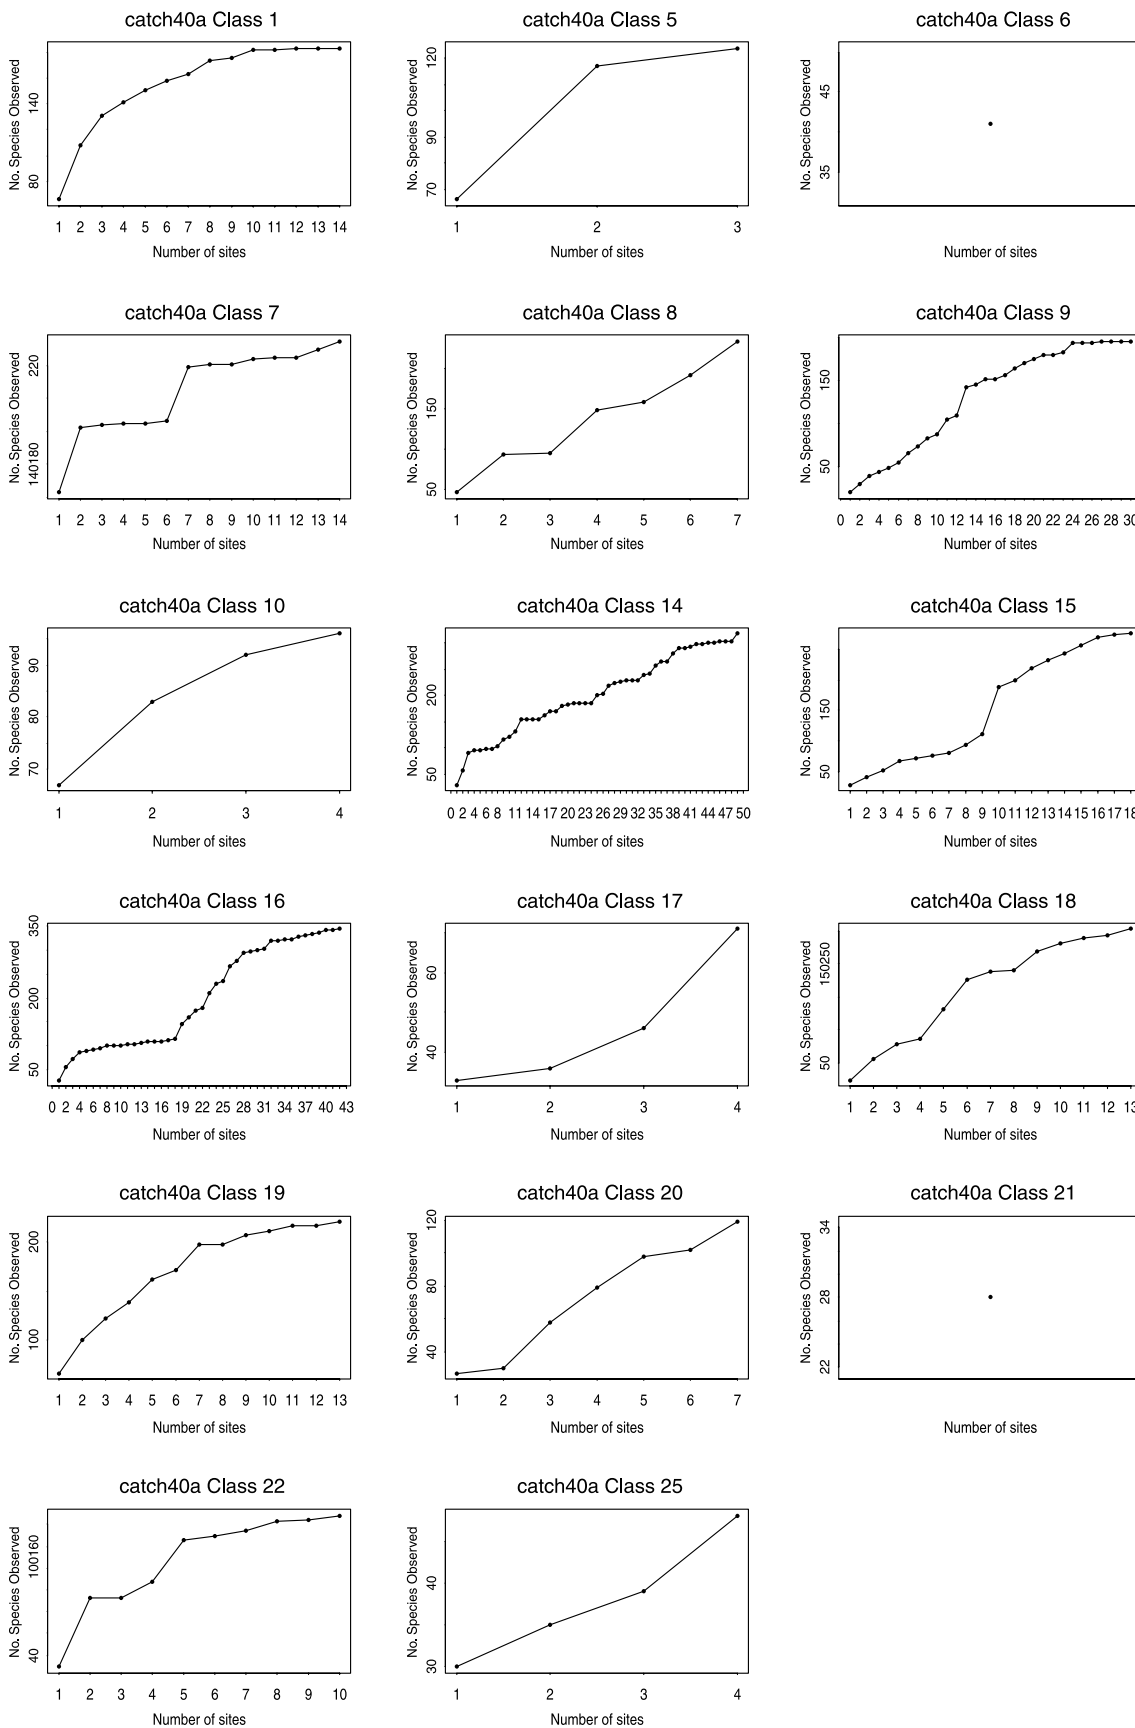 catch40a Class 1
No. Species Observed
140
80
1 2 3 4 5 6 7 8 9 10 11 12 13 14
Number of sites
catch40a Class 5
No. Species Observed
120
90
70
1 2 3
Number of sites
catch40a Class 6
No. Species Observed
45
35
Number of sites
catch40a Class 7
No. Species Observed
220
140180
1 2 3 4 5 6 7 8 9 10 11 12 13 14
Number of sites
catch40a Class 8
No. Species Observed
150
50
1 2 3 4 5 6 7
Number of sites
catch40a Class 9
No. Species Observed
150
50
0 2 4 6 8 10 12 14 16 18 20 22 24 26 28 30
Number of sites
catch40a Class 10
No. Species Observed
90
80
70
1 2 3 4
Number of sites
catch40a Class 14
No. Species Observed
200
50
0 2 4 6 8 11 14 17 20 23 26 29 32 35 38 41 44 47 50
Number of sites
catch40a Class 15
No. Species Observed
150
50
1 2 3 4 5 6 7 8 9 10 11 12 13 14 15 16 17 18
Number of sites
catch40a Class 16
No. Species Observed
350
200
50
0 2 4 6 8 10 13 16 19 22 25 28 31 34 37 40 43
Number of sites
catch40a Class 17
No. Species Observed
60
40
1 2 3 4
Number of sites
catch40a Class 18
No. Species Observed
150250
50
1 2 3 4 5 6 7 8 9 10 11 12 13
Number of sites
catch40a Class 19
No. Species Observed
200
100
1 2 3 4 5 6 7 8 9 10 11 12 13
Number of sites
catch40a Class 20
No. Species Observed
120
80
40
1 2 3 4 5 6 7
Number of sites
catch40a Class 21
No. Species Observed
34
28
22
Number of sites
catch40a Class 22
No. Species Observed
100160
40
1 2 3 4 5 6 7 8 9 10
Number of sites
catch40a Class 25
No. Species Observed
40
30
1 2 3 4
Number of sites